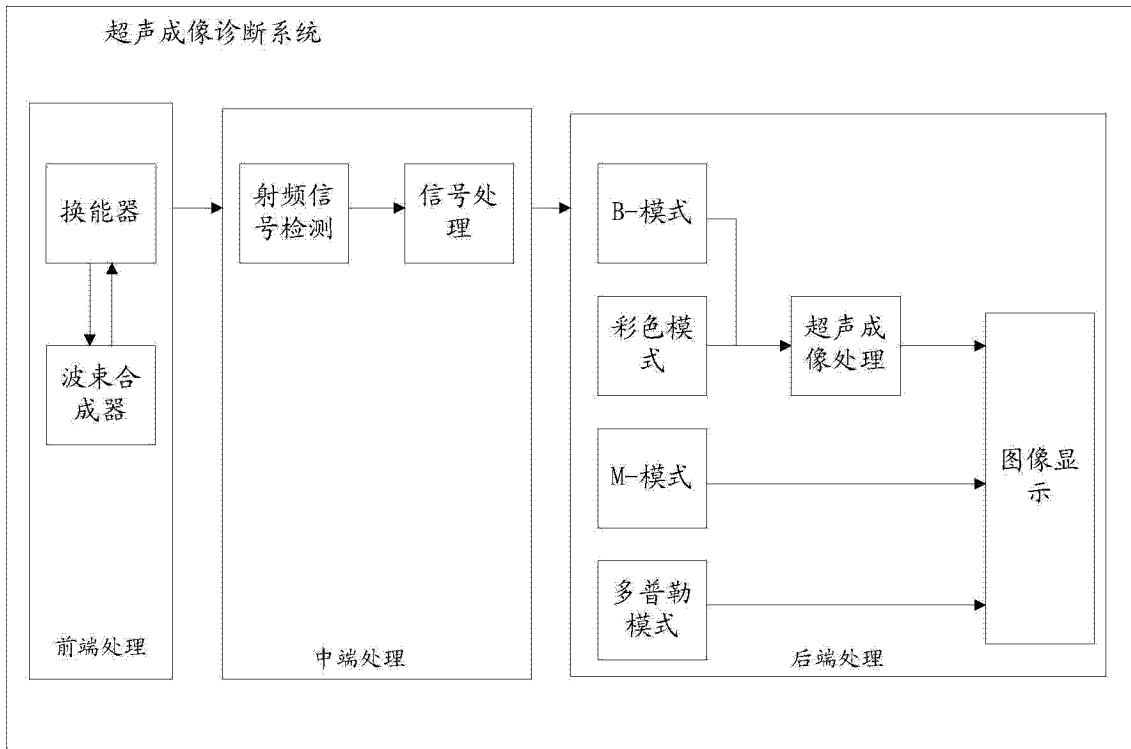 超声成像诊断系统
换能器
波束合
成器
前端处理
射频信
号检测
信号处
理
中端处理
B-模式
彩色模
式
M-模式
多普勒
模式
超声成
像处理
图像显
示
后端处理